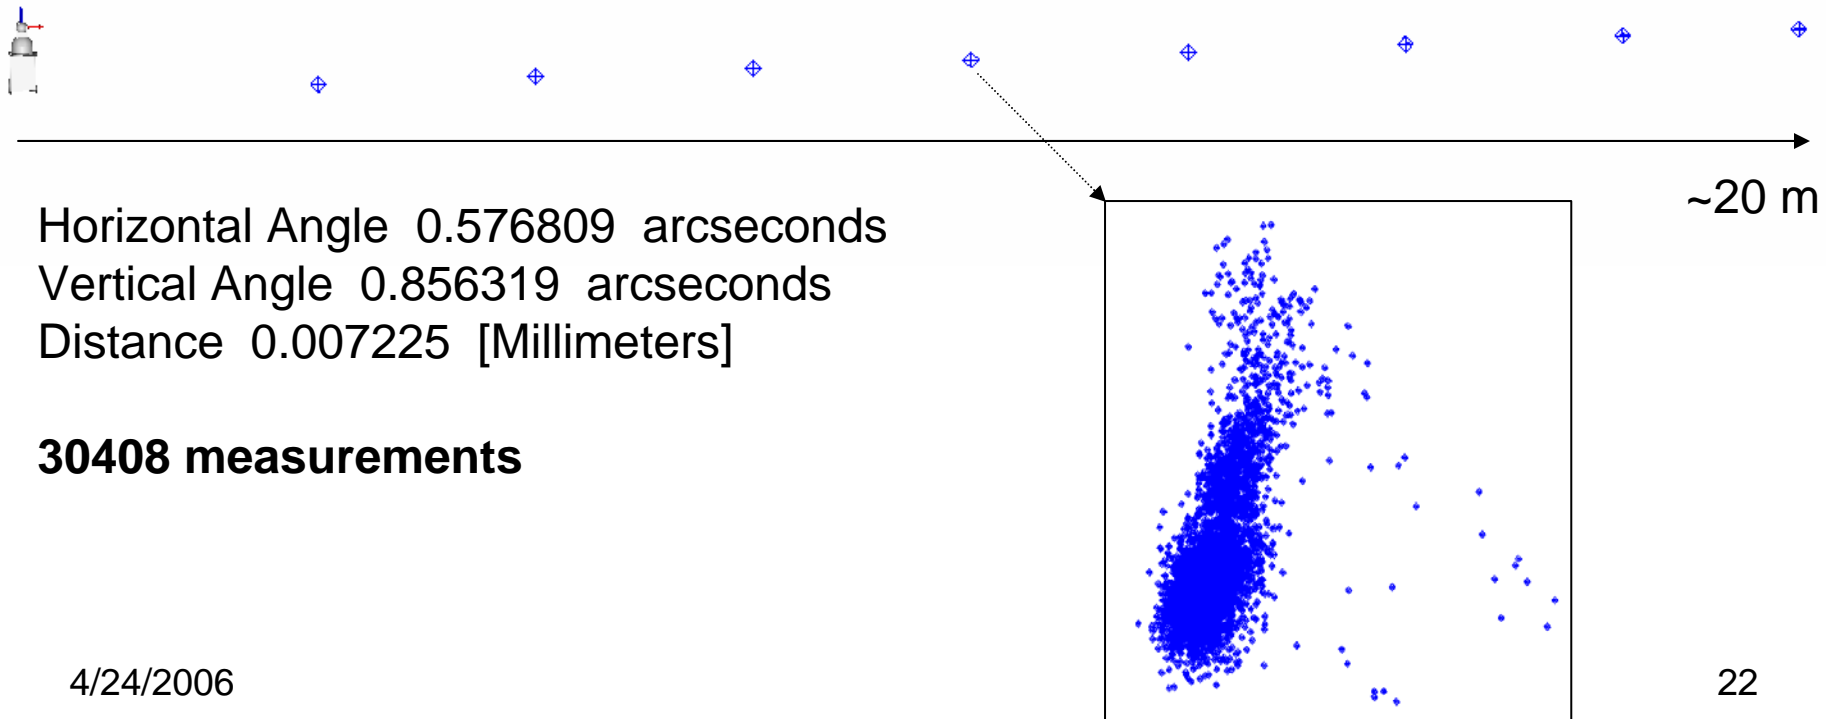 ~20 m
Horizontal Angle 0.576809 arcseconds
Vertical Angle 0.856319 arcseconds
Distance 0.007225 [Millimeters]
30408 measurements
4/24/2006
22